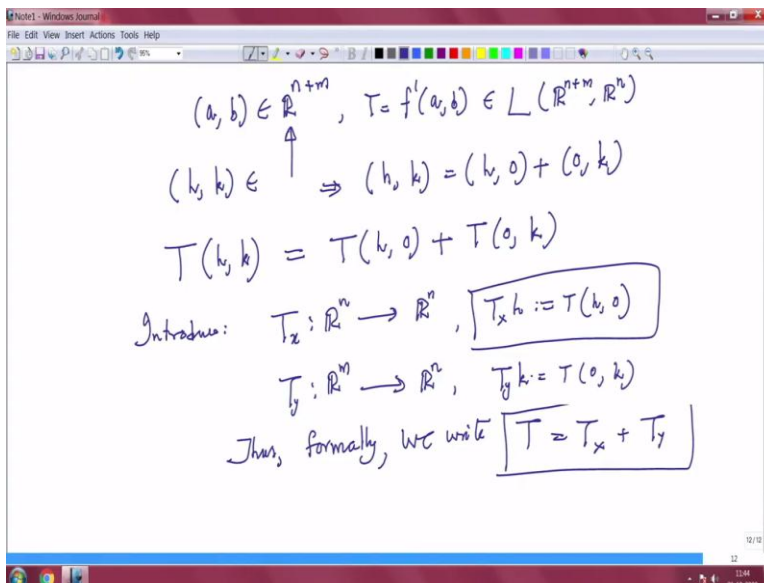 Note1 - Windows Journal
File Edit View Insert Actions Tools Help
(a, b) ∈ ℝ^{n+m}, T = f'(a, b) ∈ L(ℝ^{n+m}, ℝ^n)
(h, k) ∈ ↑ ⇒ (h, k) = (h, 0) + (0, k)
T(h, k) = T(h, 0) + T(0, k)
Introduce: T_x : ℝ^n → ℝ^n, T_x h := T(h, 0)
T_y : ℝ^m → ℝ^n, T_y k := T(0, k)
Thus, formally, we write T = T_x + T_y
12/12
12
11:44